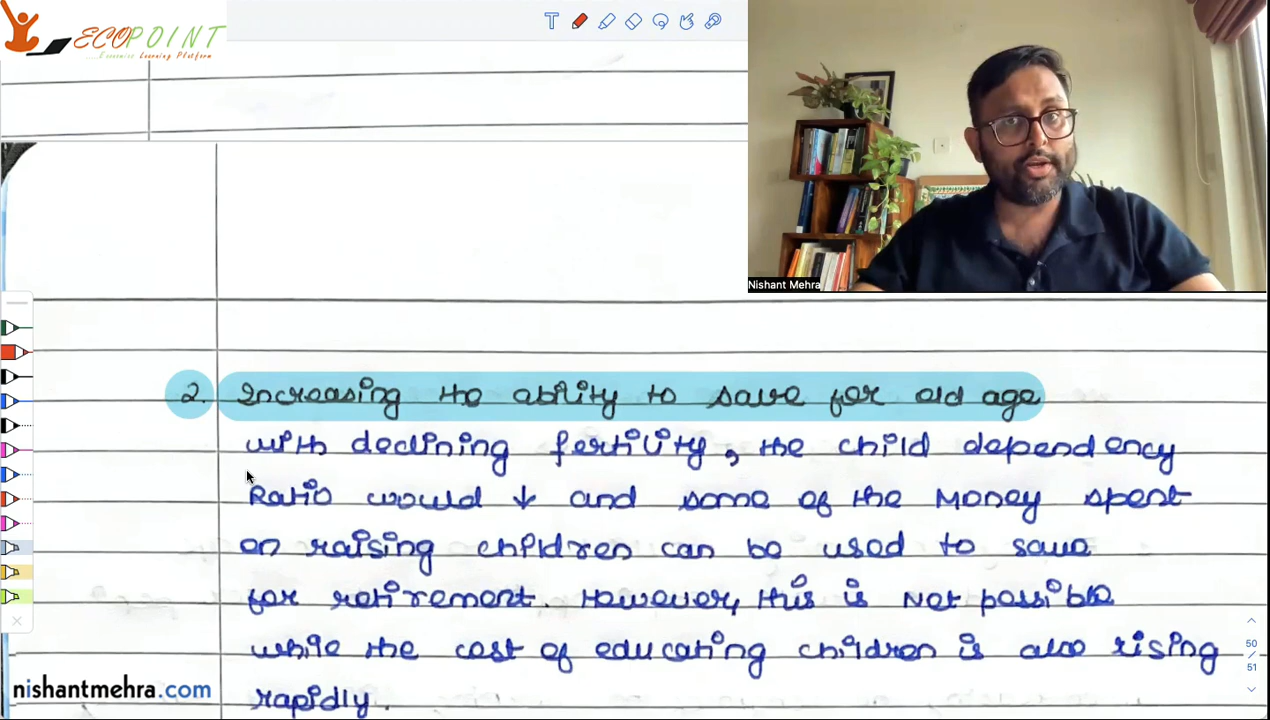 ECOPOINT
.....Economics Learning Platform
T
Nishant Mehra
2. Increasing the ability to save for old age
with declining fertility, the child dependency
Ratio would ↓ and some of the Money spent
on raising children can be used to save
for retirement. However, this is Not possible
while the cost of educating children is also rising
rapidly.
50
/
51
nishantmehra.com